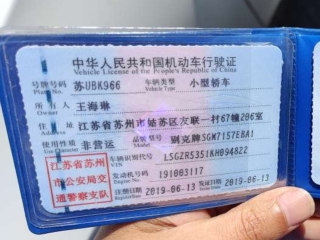 中华人民共和国机动车行驶证
Vehicle License of the People's Republic of China
号牌号码 苏UBK966 车辆类型 小型轿车
Plate No. Vehicle Type
所有人 王海琳
Owner
住址 江苏省苏州市姑苏区友联一村67幢206室
Address
使用性质 非营运 品牌型号 别克牌SGM7157EBA1
Use Character Model
江苏省苏州市公安局交通警察支队
车辆识别代号 LSGZR5351KH094822
VIN
发动机号码 191003117
Engine No.
注册日期 2019-06-13 发证日期 2019-06-13
Register Date Issue Date